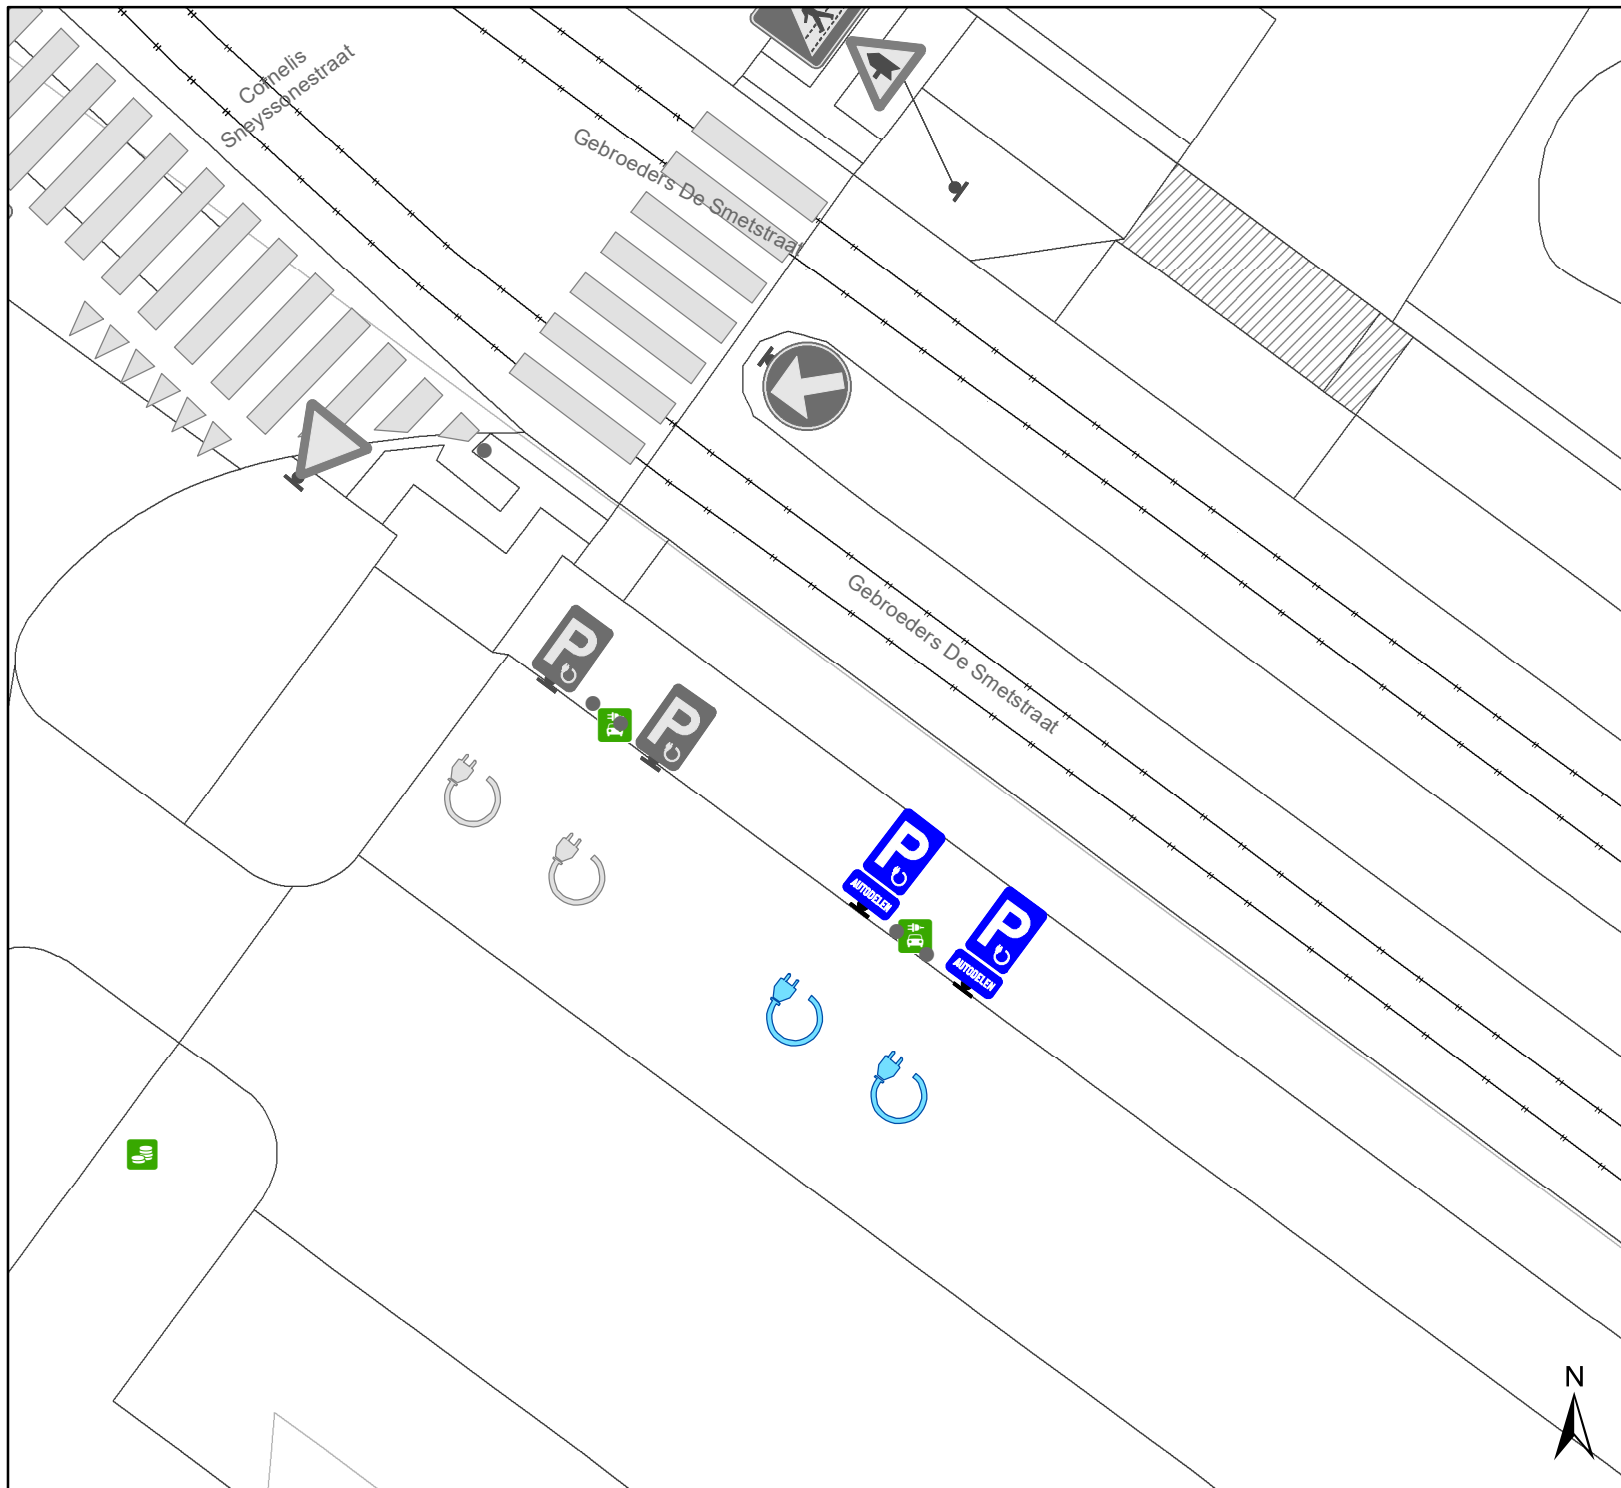 Cornelis
Sneyssonestraat
Gebroeders De Smetstraat
Gebroeders De Smetstraat
P
P
P
AUTODELEN
P
AUTODELEN
N